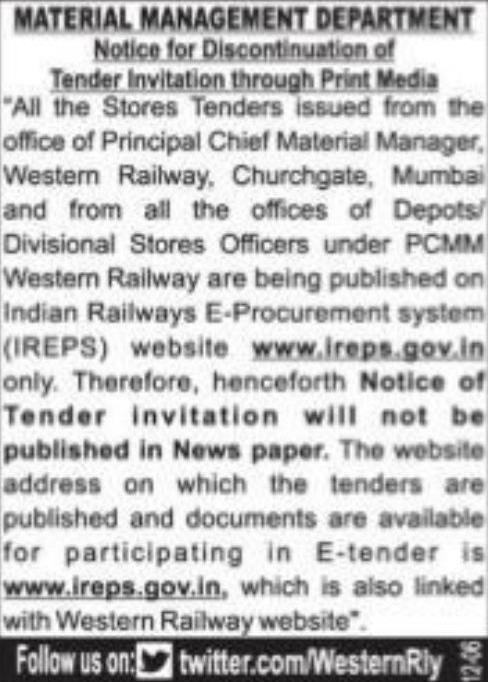 MATERIAL MANAGEMENT DEPARTMENT
Notice for Discontinuation of
Tender Invitation through Print Media
"All the Stores Tenders issued from the
office of Principal Chief Material Manager,
Western Railway, Churchgate, Mumbai
and from all the offices of Depots/
Divisional Stores Officers under PCMM
Western Railway are being published on
Indian Railways E-Procurement system
(IREPS) website www.ireps.gov.in
only. Therefore, henceforth Notice of
Tender invitation will not be
published in News paper. The website
address on which the tenders are
published and documents are available
for participating in E-tender is
www.ireps.gov.in, which is also linked
with Western Railway website".
Follow us on: twitter.com/WesternRly
12-06